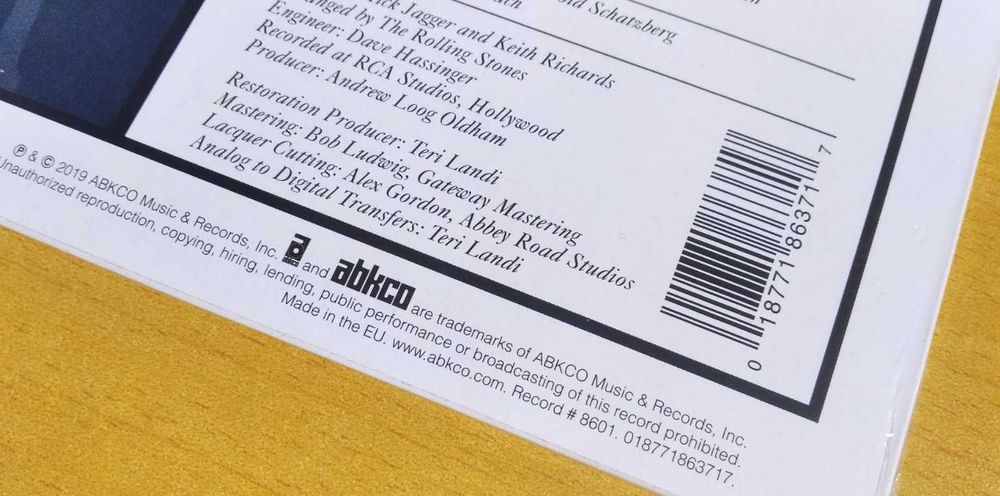 old Schatzberg
ick Jagger and Keith Richards
anged by The Rolling Stones
Engineer: Dave Hassinger
Recorded at RCA Studios, Hollywood
Producer: Andrew Loog Oldham
Restoration Producer: Teri Landi
Mastering: Bob Ludwig, Gateway Mastering
Lacquer Cutting: Alex Gordon, Abbey Road Studios
Analog to Digital Transfers: Teri Landi
0 18771 86371 7
℗ & © 2019 ABKCO Music & Records, Inc. a and abkco are trademarks of ABKCO Music & Records, Inc.
Unauthorized reproduction, copying, hiring, lending, public performance or broadcasting of this record prohibited.
Made in the EU. www.abkco.com. Record # 8601. 018771863717.